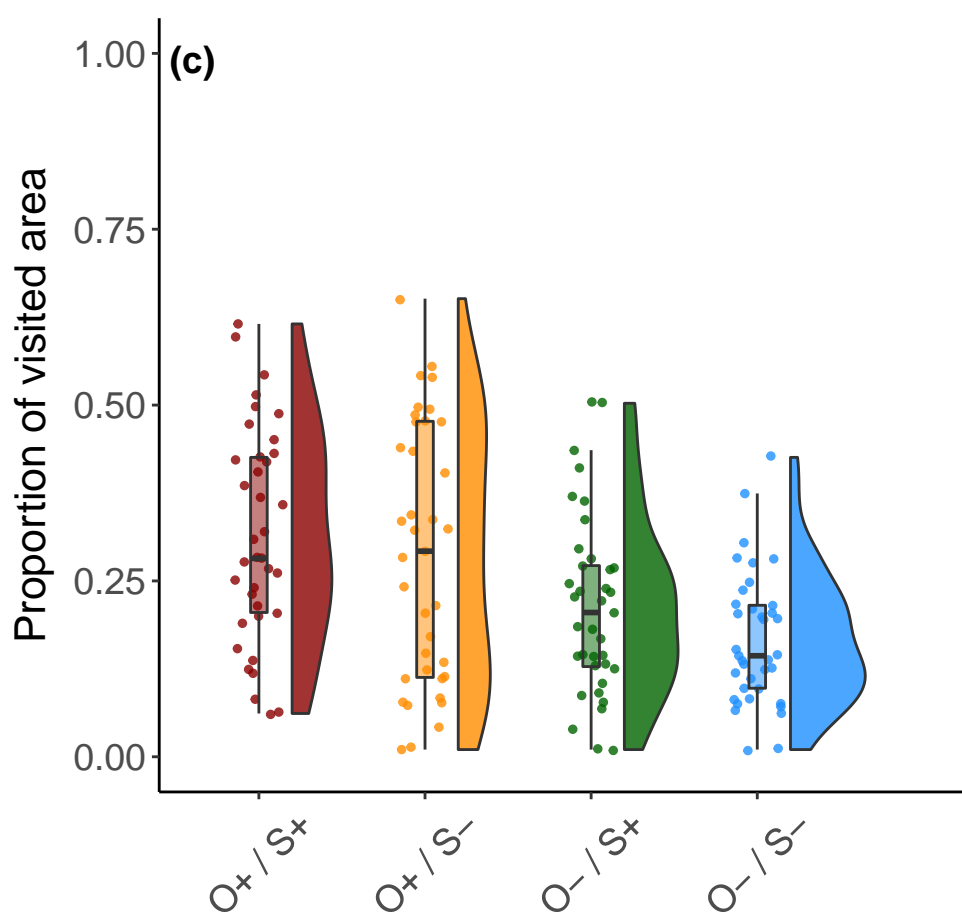 (c)
Proportion of visited area
1.00
0.75
0.50
0.25
0.00
O+ / S+
O+ / S−
O− / S+
O− / S−